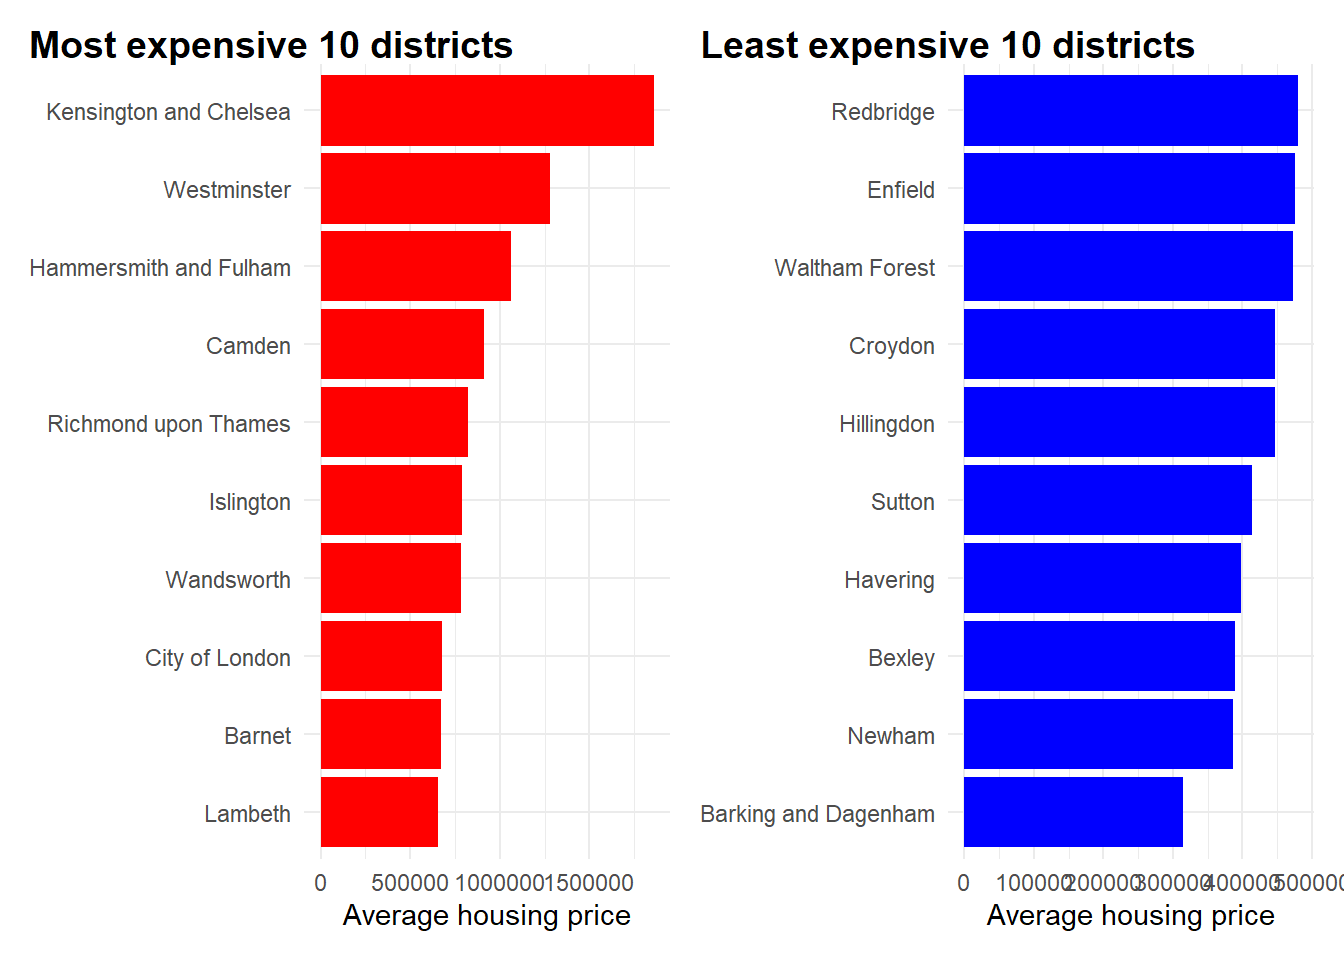 Most expensive 10 districts
Kensington and Chelsea
Westminster
Hammersmith and Fulham
Camden
Richmond upon Thames
Islington
Wandsworth
City of London
Barnet
Lambeth
0 500000 1000000 1500000
Average housing price
Least expensive 10 districts
Redbridge
Enfield
Waltham Forest
Croydon
Hillingdon
Sutton
Havering
Bexley
Newham
Barking and Dagenham
0 100000 200000 300000 400000 500000
Average housing price